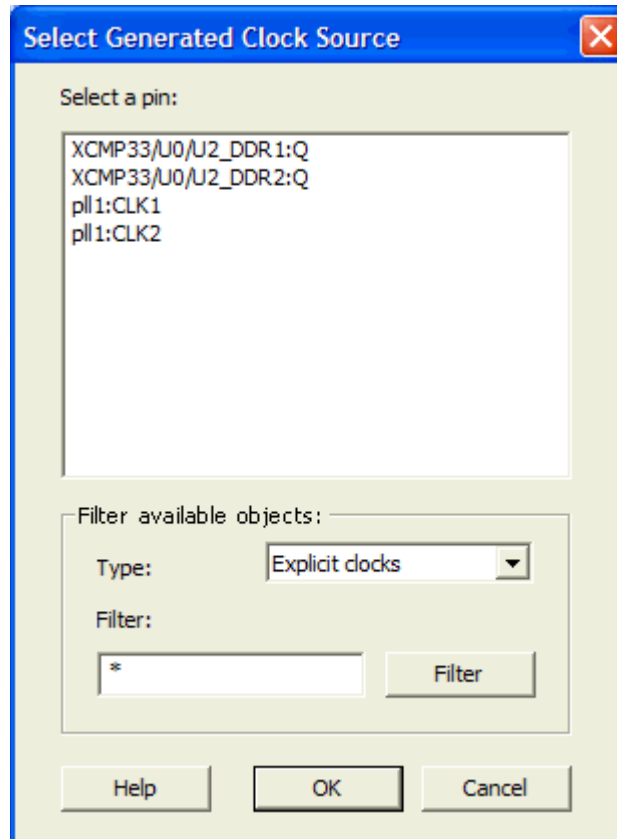 Select Generated Clock Source
Select a pin:
XCMP33/U0/U2_DDR1:Q
XCMP33/U0/U2_DDR2:Q
pll1:CLK1
pll1:CLK2
Filter available objects:
Type: Explicit clocks
Filter:
* Filter
Help OK Cancel